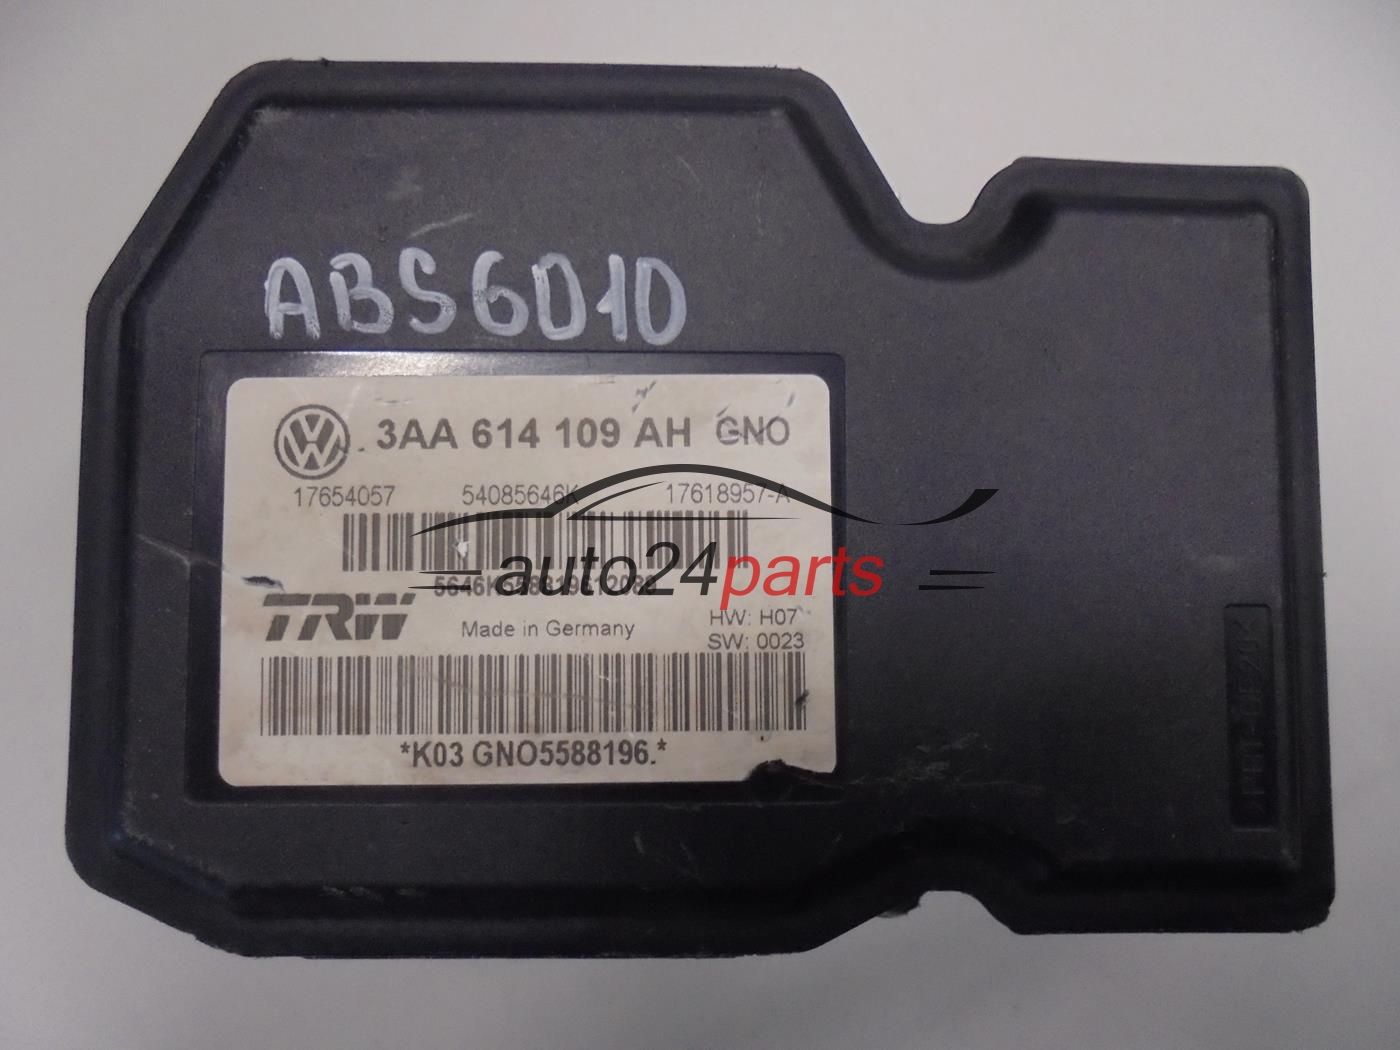 ABS6010
3AA 614 109 AH GNO
17654057 54085646K 17618957-A
auto24parts
TRW
Made in Germany
HW: H07
SW: 0023
*K03 GNO5588196.*